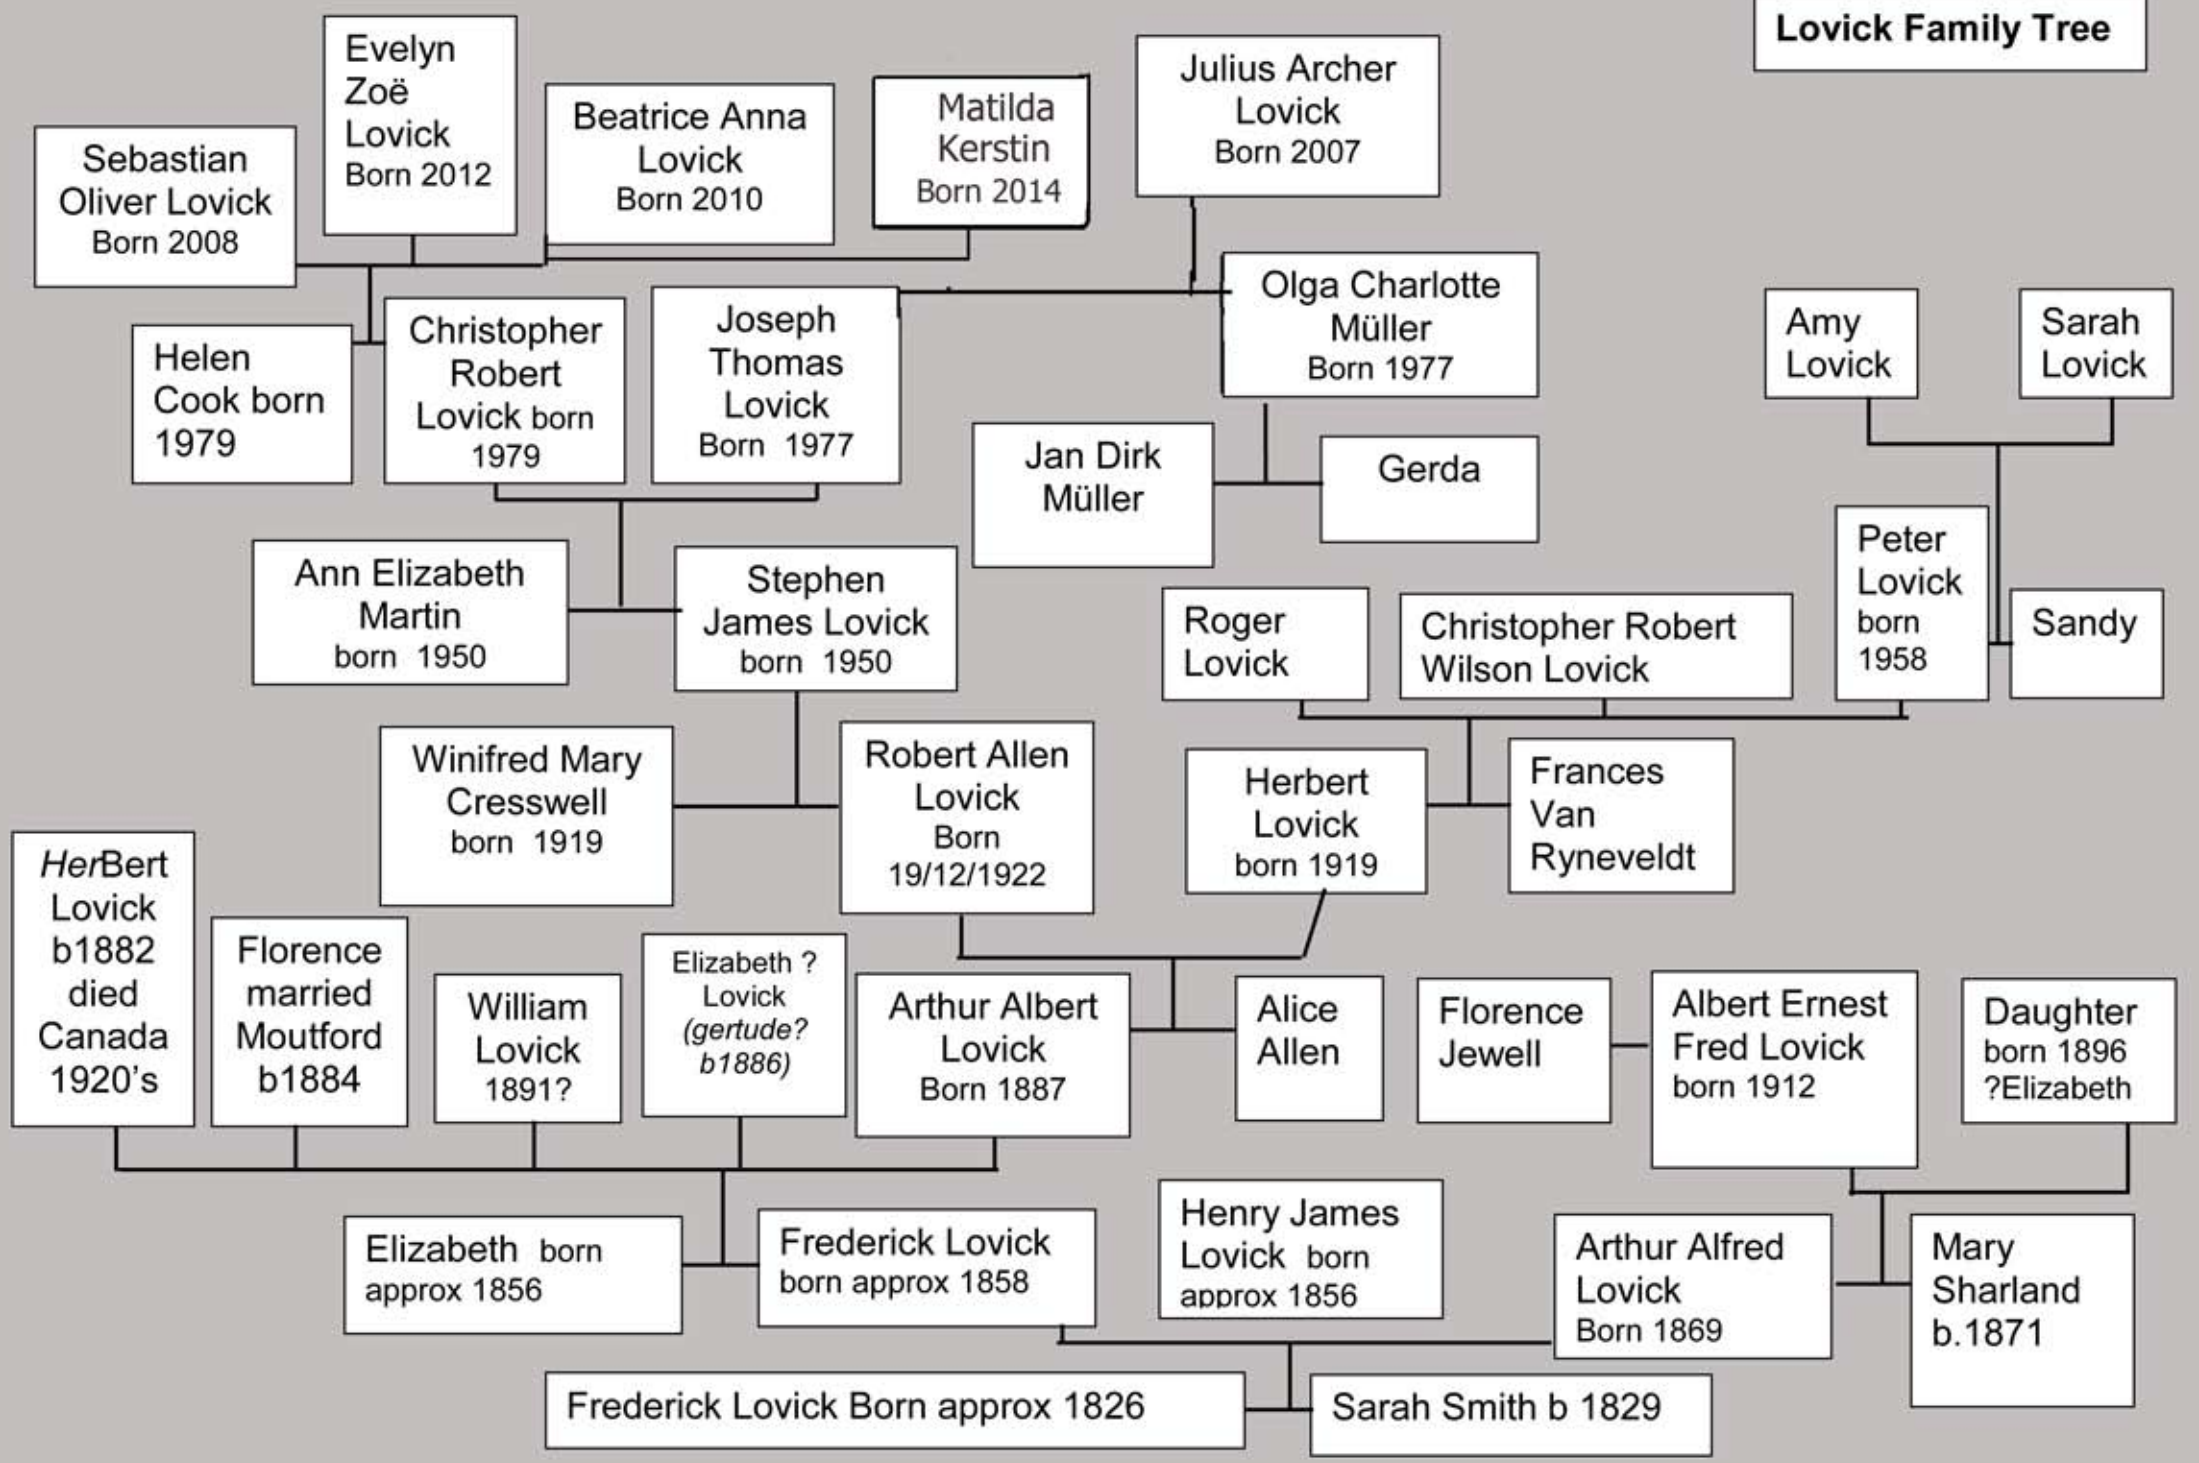 Lovick Family Tree
Evelyn
Zoë
Lovick
Born 2012
Sebastian
Oliver Lovick
Born 2008
Beatrice Anna
Lovick
Born 2010
Matilda
Kerstin
Born 2014
Julius Archer
Lovick
Born 2007
Helen
Cook born
1979
Christopher
Robert
Lovick born
1979
Joseph
Thomas
Lovick
Born 1977
Olga Charlotte
Müller
Born 1977
Amy
Lovick
Sarah
Lovick
Jan Dirk
Müller
Gerda
Ann Elizabeth
Martin
born 1950
Stephen
James Lovick
born 1950
Roger
Lovick
Christopher Robert
Wilson Lovick
Peter
Lovick
born
1958
Sandy
Winifred Mary
Cresswell
born 1919
Robert Allen
Lovick
Born
19/12/1922
Herbert
Lovick
born 1919
Frances
Van
Ryneveldt
HerBert
Lovick
b1882
died
Canada
1920's
Florence
married
Moutford
b1884
William
Lovick
1891?
Elizabeth ?
Lovick
(gertude?
b1886)
Arthur Albert
Lovick
Born 1887
Alice
Allen
Florence
Jewell
Albert Ernest
Fred Lovick
born 1912
Daughter
born 1896
?Elizabeth
Elizabeth born
approx 1856
Frederick Lovick
born approx 1858
Henry James
Lovick born
approx 1856
Arthur Alfred
Lovick
Born 1869
Mary
Sharland
b.1871
Frederick Lovick Born approx 1826
Sarah Smith b 1829